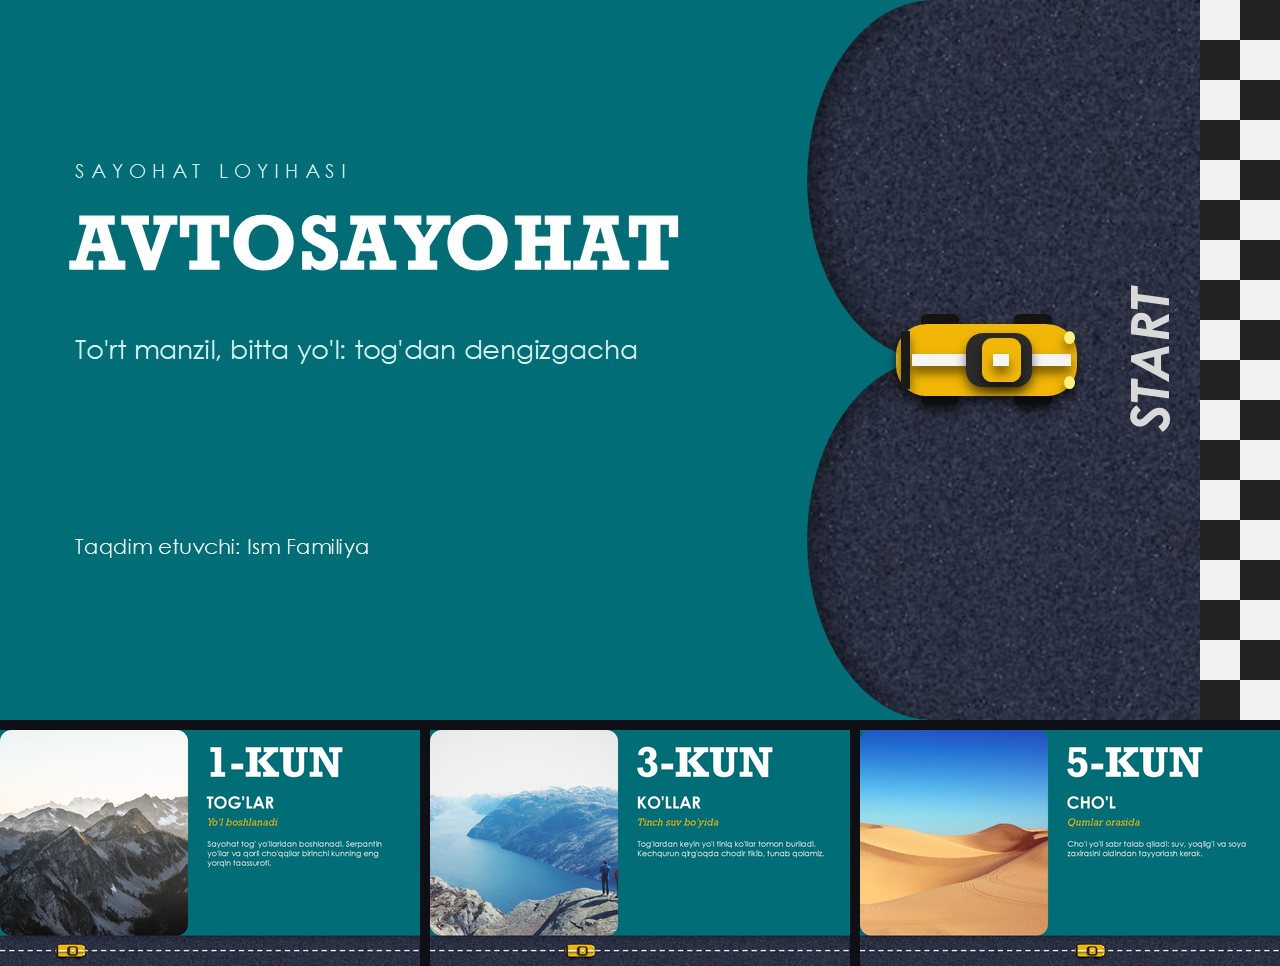 SAYOHAT LOYIHASI
AVTOSAYOHAT
To'rt manzil, bitta yo'l: tog'dan dengizgacha
Taqdim etuvchi: Ism Familiya
START
1-KUN
TOG'LAR
Yo'l boshlanadi
Sayohat tog' yo'llaridan boshlanadi. Serpantin
yo'llar va qorli cho'qqilar birinchi kunning eng
yorqin taassuroti.
3-KUN
KO'LLAR
Tinch suv bo'yida
Tog'lardan keyin yo'l tiniq ko'llar tomon buriladi.
Kechqurun qirg'oqda chodir tikib, tunab qolamiz.
5-KUN
CHO'L
Qumlar orasida
Cho'l yo'li sabr talab qiladi: suv, yoqilg'i va soya
zaxirasini oldindan tayyorlash kerak.